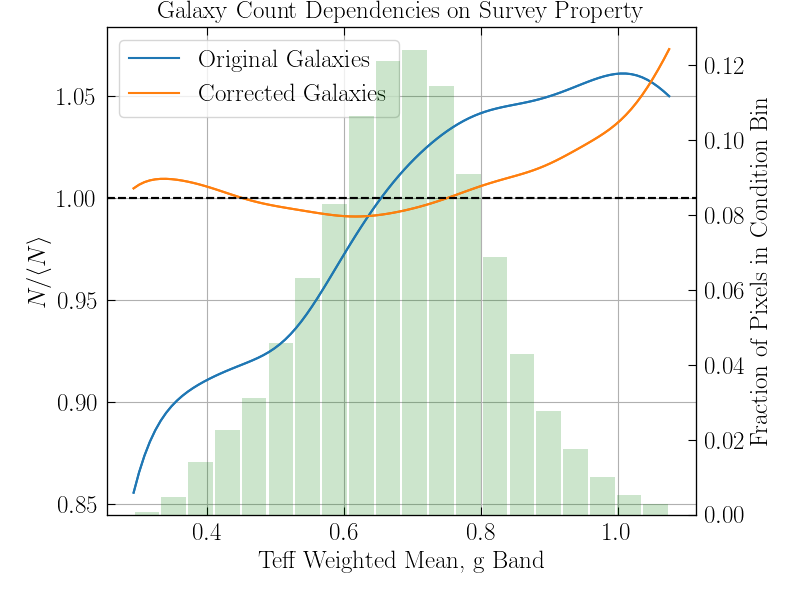 Galaxy Count Dependencies on Survey Property
Original Galaxies
Corrected Galaxies
N/⟨N⟩
1.05
1.00
0.95
0.90
0.85
0.12
0.10
0.08
0.06
0.04
0.02
0.00
Fraction of Pixels in Condition Bin
0.4 0.6 0.8 1.0
Teff Weighted Mean, g Band